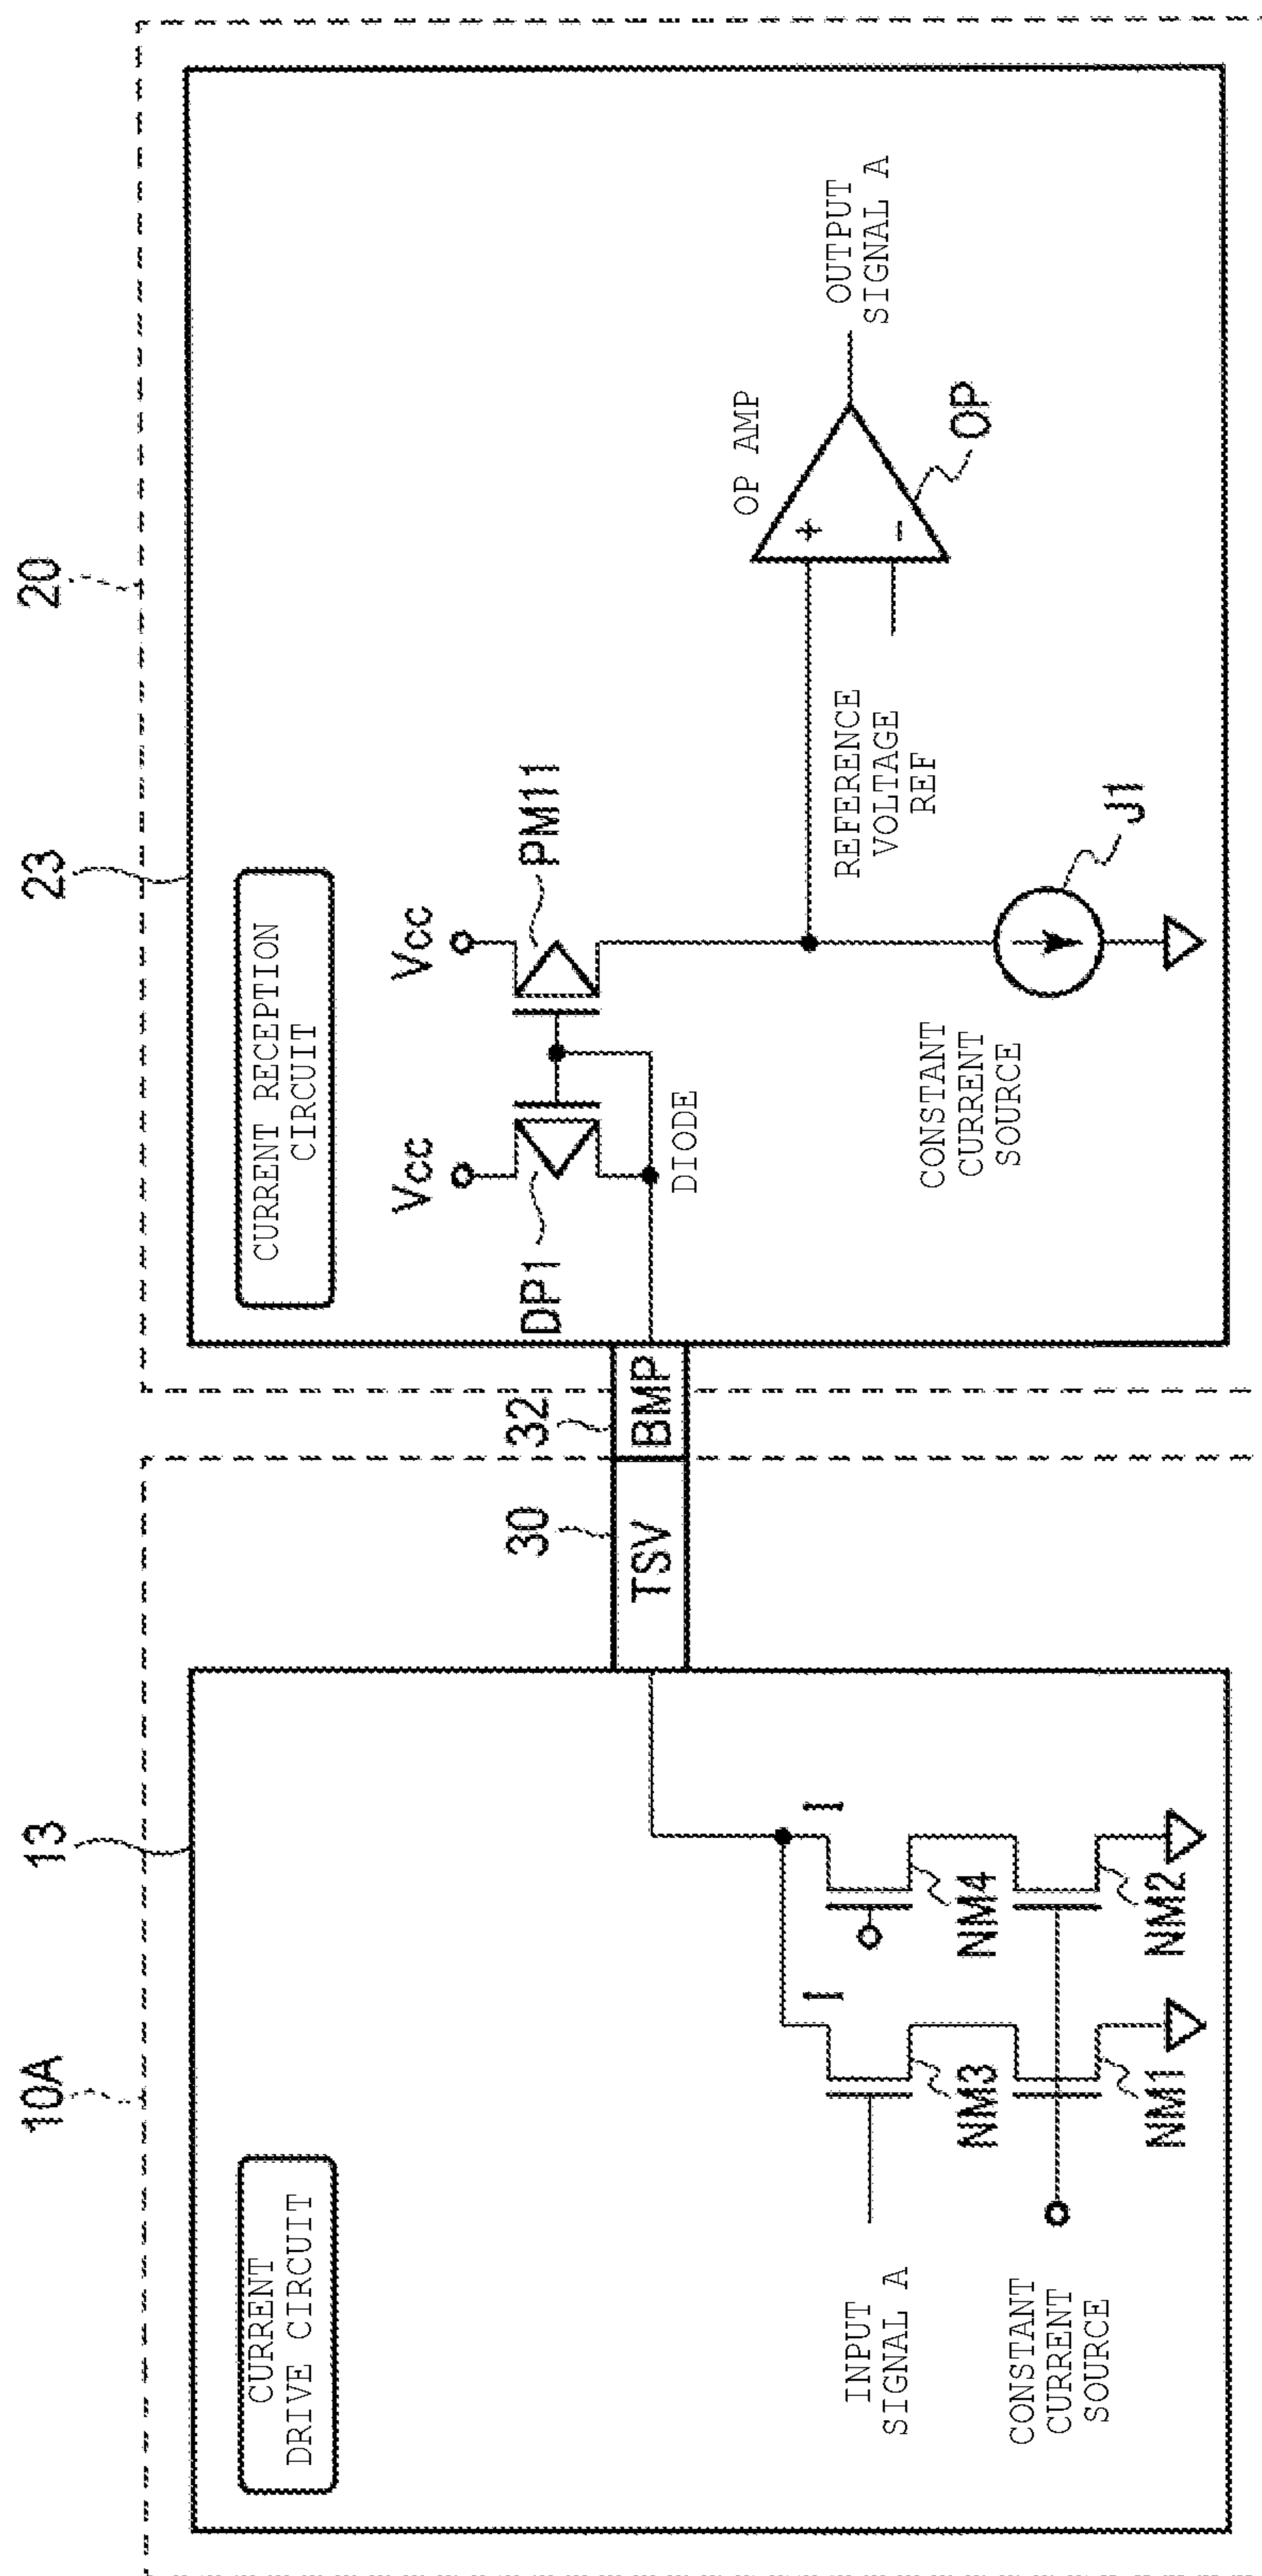 10A
13
20
23
CURRENT
DRIVE CIRCUIT
INPUT
SIGNAL A
CONSTANT
CURRENT
SOURCE
I
I
NM3
NM4
NM1
NM2
30
TSV
32
BMP
CURRENT RECEPTION
CIRCUIT
Vcc
Vcc
DP1
PM11
DIODE
CONSTANT
CURRENT
SOURCE
J1
REFERENCE
VOLTAGE
REF
OP AMP
+
-
OP
OUTPUT
SIGNAL A